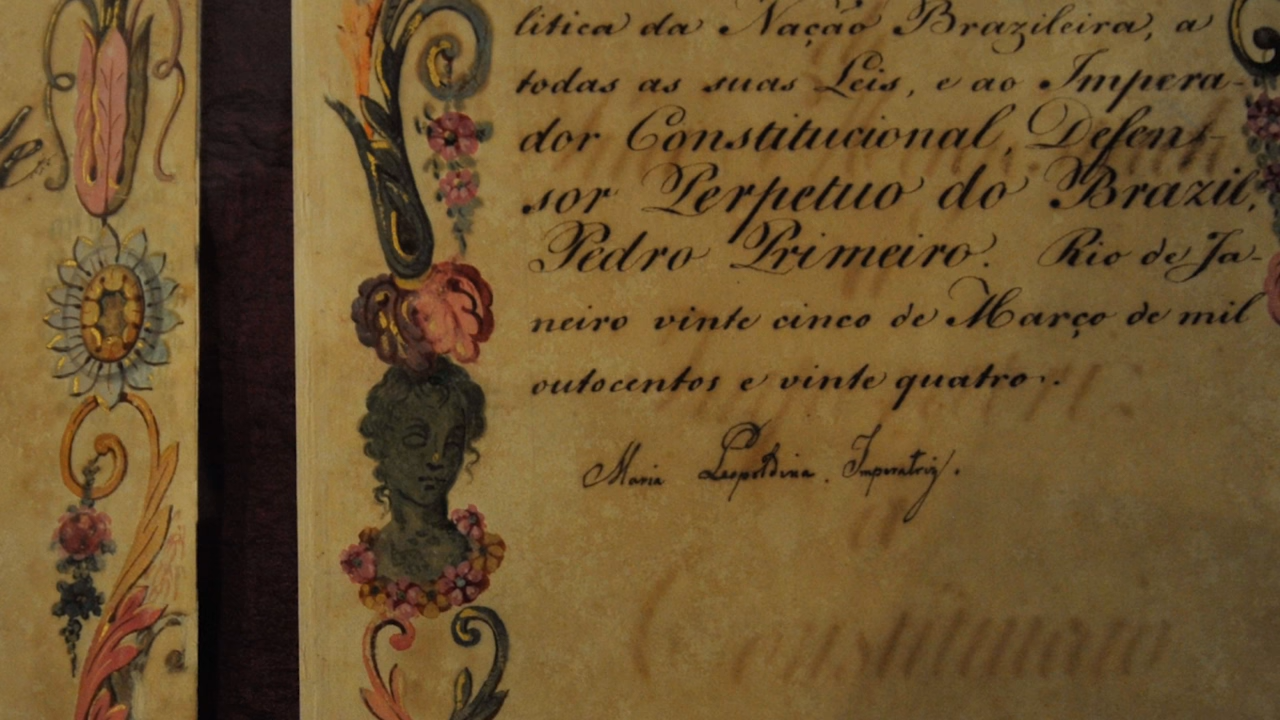 litica da Nação Brazileira, a
todas as suas Leis, e ao Impera-
dor Constitucional, Defen-
sor Perpetuo do Brazil,
Pedro Primeiro. Rio de Ja-
neiro vinte cinco de Março de mil
outocentos e vinte quatro.
Maria Leopoldina. Imperatriz.